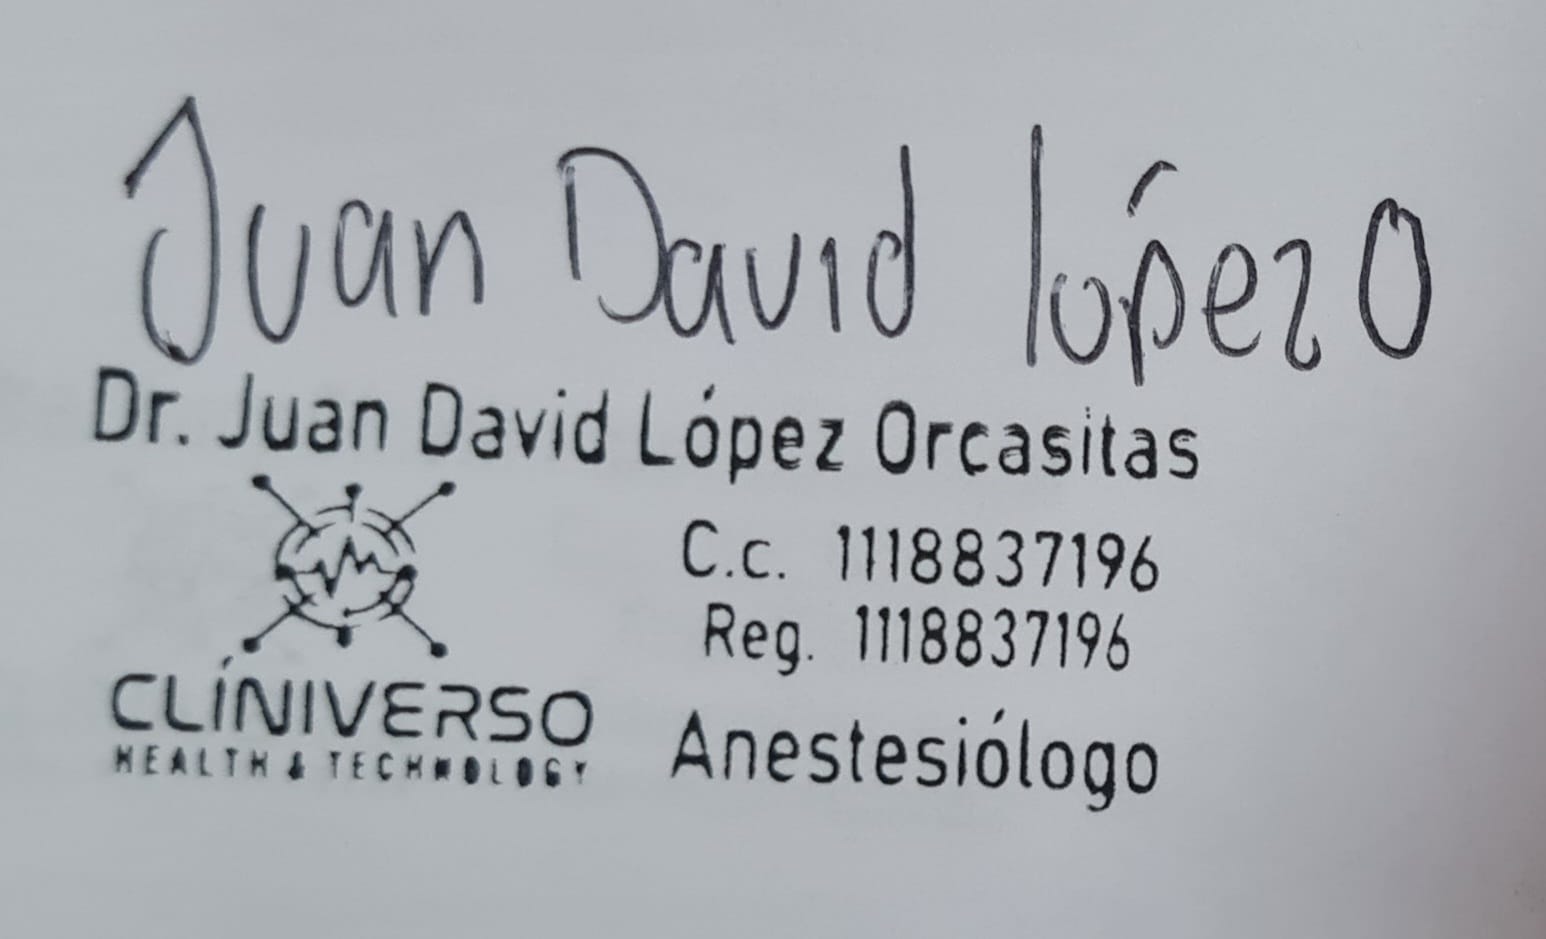 Juan David lópez O
Dr. Juan David López Orcasitas
C.c. 1118837196
Reg. 1118837196
CLÍNIVERSO
HEALTH & TECHNOLOGY
Anestesiólogo